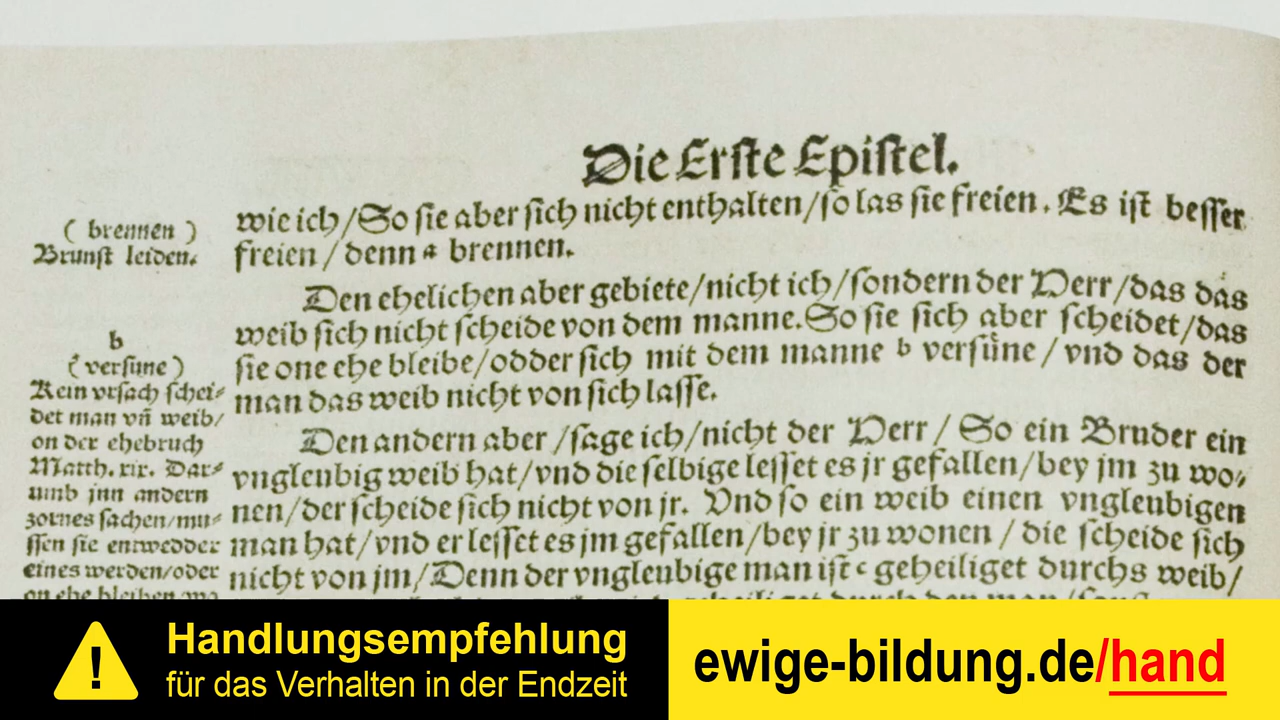 Die Erste Epistel.
wie ich/So sie aber sich nicht enthalten/so las sie freien. Es ist besser
freien/denn a brennen.
Den ehelichen aber gebiete/nicht ich/sondern der HErr/das das
weib sich nicht scheide von dem manne. So sie sich aber scheidet/das
sie one ehe bleibe/odder sich mit dem manne b versüne/vnd das der
man das weib nicht von sich lasse.
Den andern aber/sage ich/nicht der HErr/So ein Bruder ein
vngleubig weib hat/vnd die selbige lesset es jr gefallen/bey jm zu wo-
nen/der scheide sich nicht von jr. Vnd so ein weib einen vngleubigen
man hat/vnd er lesset es jm gefallen/bey jr zu wonen/die scheide sich
nicht von jm/Denn der vngleubige man ist c geheiliget durchs weib/
( brennen )
Brunst leiden.
b
( versüne )
Kein vrsach schei-
det man vñ weib/
on der ehebruch
Matth. xix. Dar-
umb jnn andern
zornes sachen/mü-
ssen sie entwedder
eines werden/oder
on ehe bleiben
Handlungsempfehlung
für das Verhalten in der Endzeit
ewige-bildung.de/hand